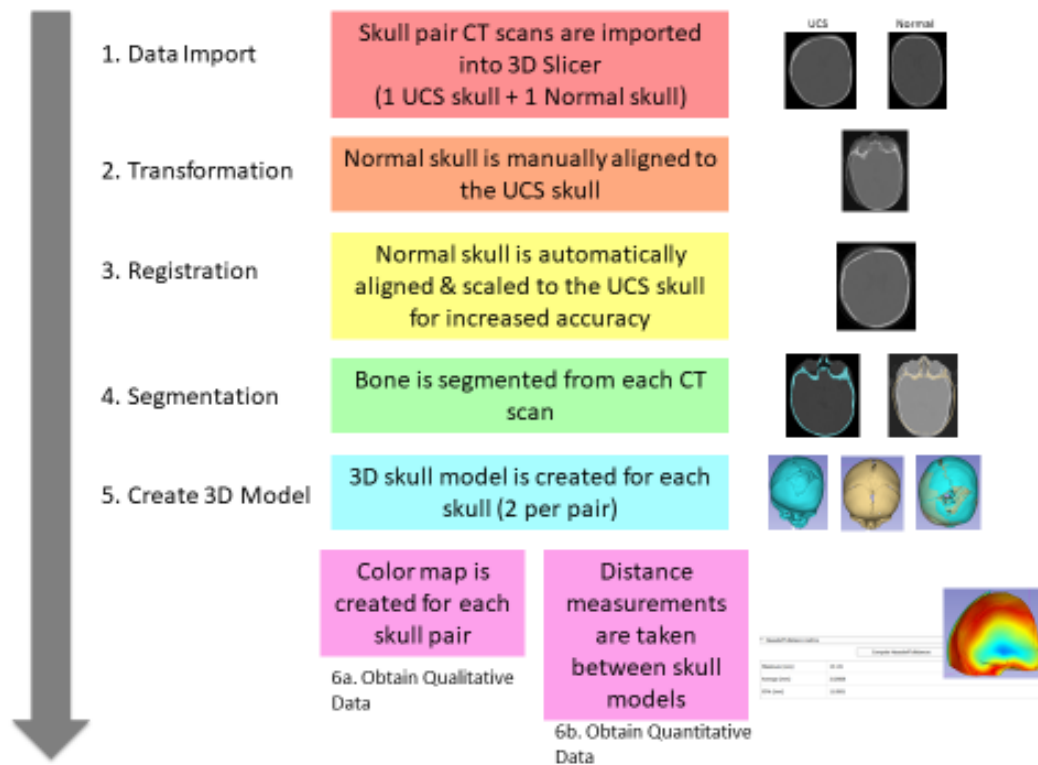 UCS
Normal
1. Data Import
Skull pair CT scans are imported
into 3D Slicer
(1 UCS skull + 1 Normal skull)
2. Transformation
Normal skull is manually aligned to
the UCS skull
3. Registration
Normal skull is automatically
aligned & scaled to the UCS skull
for increased accuracy
4. Segmentation
Bone is segmented from each CT
scan
5. Create 3D Model
3D skull model is created for each
skull (2 per pair)
Color map is
created for each
skull pair
6a. Obtain Qualitative
Data
Distance
measurements
are taken
between skull
models
6b. Obtain Quantitative
Data